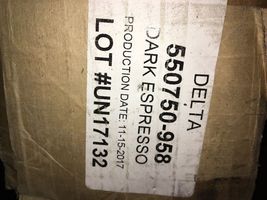 DELTA
550750-958
DARK ESPRESSO
PRODUCTION DATE: 11-15-2017
LOT #UN17132